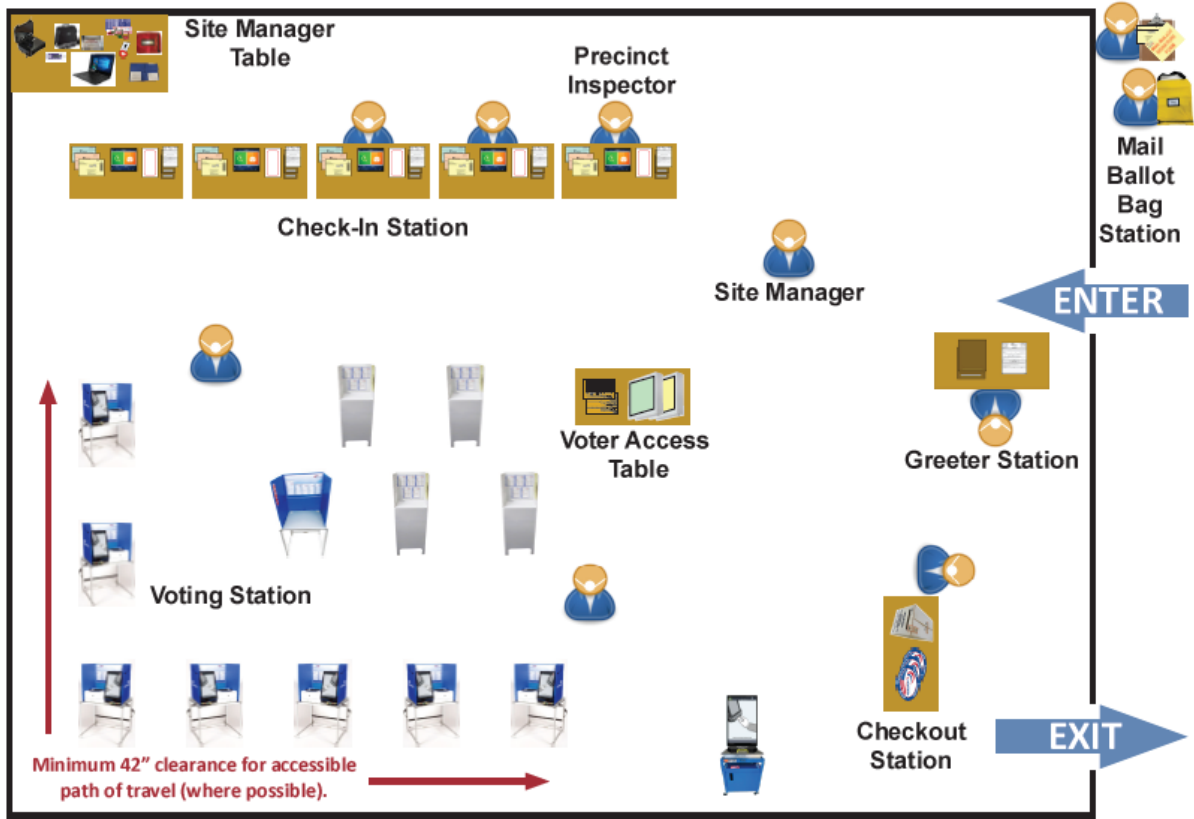 Site Manager
Table
Precinct
Inspector
Mail
Ballot
Bag
Station
Check-In Station
Site Manager
ENTER
Voter Access
Table
Greeter Station
Voting Station
Checkout
Station
EXIT
Minimum 42” clearance for accessible
path of travel (where possible).